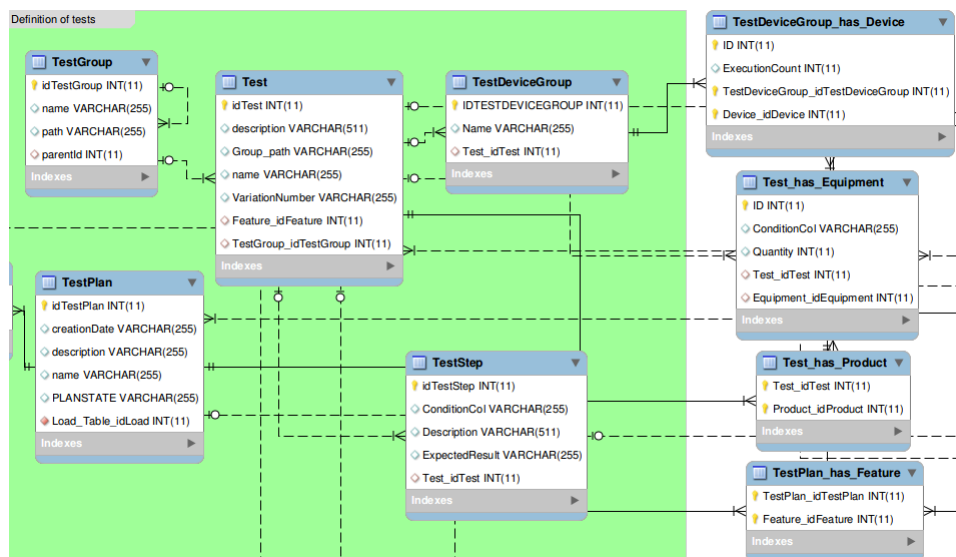 Definition of tests
TestGroup
idTestGroup INT(11)
name VARCHAR(255)
path VARCHAR(255)
parentId INT(11)
Indexes
Test
idTest INT(11)
description VARCHAR(511)
Group_path VARCHAR(255)
name VARCHAR(255)
VariationNumber VARCHAR(255)
Feature_idFeature INT(11)
TestGroup_idTestGroup INT(11)
Indexes
TestDeviceGroup
IDTESTDEVICEGROUP INT(11)
Name VARCHAR(255)
Test_idTest INT(11)
Indexes
TestDeviceGroup_has_Device
ID INT(11)
ExecutionCount INT(11)
TestDeviceGroup_idTestDeviceGroup INT(11)
Device_idDevice INT(11)
Indexes
Test_has_Equipment
ID INT(11)
ConditionCol VARCHAR(255)
Quantity INT(11)
Test_idTest INT(11)
Equipment_idEquipment INT(11)
Indexes
TestPlan
idTestPlan INT(11)
creationDate VARCHAR(255)
description VARCHAR(255)
name VARCHAR(255)
PLANSTATE VARCHAR(255)
Load_Table_idLoad INT(11)
Indexes
TestStep
idTestStep INT(11)
ConditionCol VARCHAR(255)
Description VARCHAR(511)
ExpectedResult VARCHAR(255)
Test_idTest INT(11)
Indexes
Test_has_Product
Test_idTest INT(11)
Product_idProduct INT(11)
Indexes
TestPlan_has_Feature
TestPlan_idTestPlan INT(11)
Feature_idFeature INT(11)
Indexes